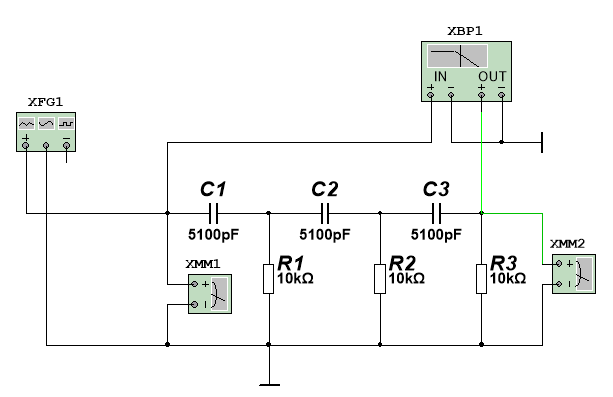 XBP1
IN OUT
+ − + −
XFG1
+ −
C1 C2 C3
5100pF 5100pF 5100pF
XMM1
+
−
R1 R2 R3
10kΩ 10kΩ 10kΩ
XMM2
+
−